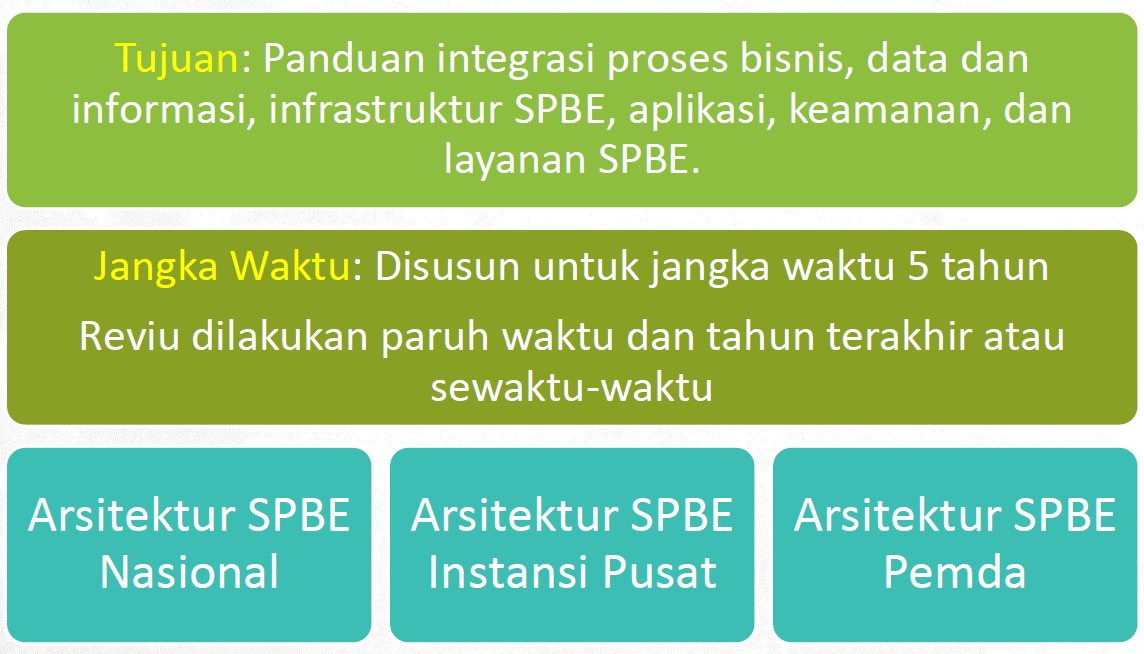 Tujuan: Panduan integrasi proses bisnis, data dan
informasi, infrastruktur SPBE, aplikasi, keamanan, dan
layanan SPBE.
Jangka Waktu: Disusun untuk jangka waktu 5 tahun
Reviu dilakukan paruh waktu dan tahun terakhir atau
sewaktu-waktu
Arsitektur SPBE
Nasional
Arsitektur SPBE
Instansi Pusat
Arsitektur SPBE
Pemda